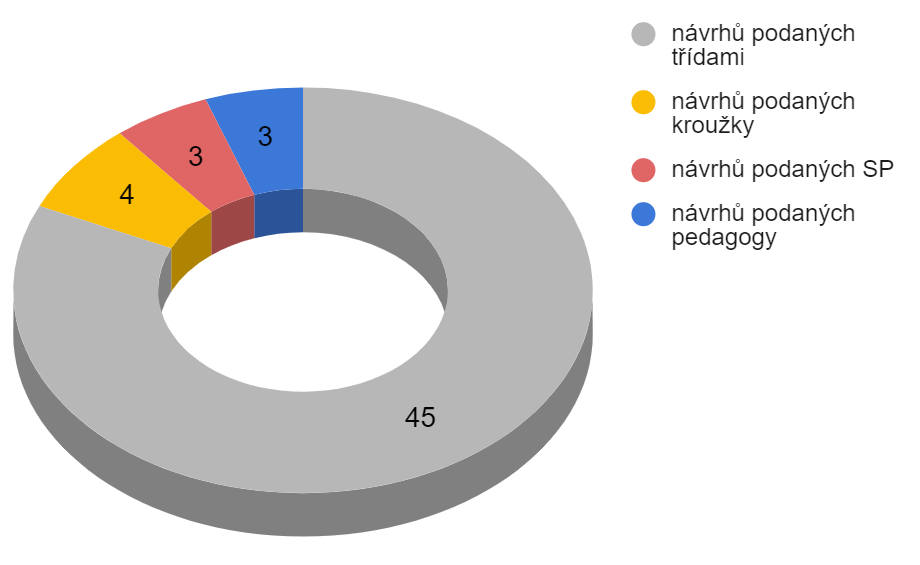 návrhů podaných
třídami
návrhů podaných
kroužky
návrhů podaných SP
návrhů podaných
pedagogy
3
3
4
45